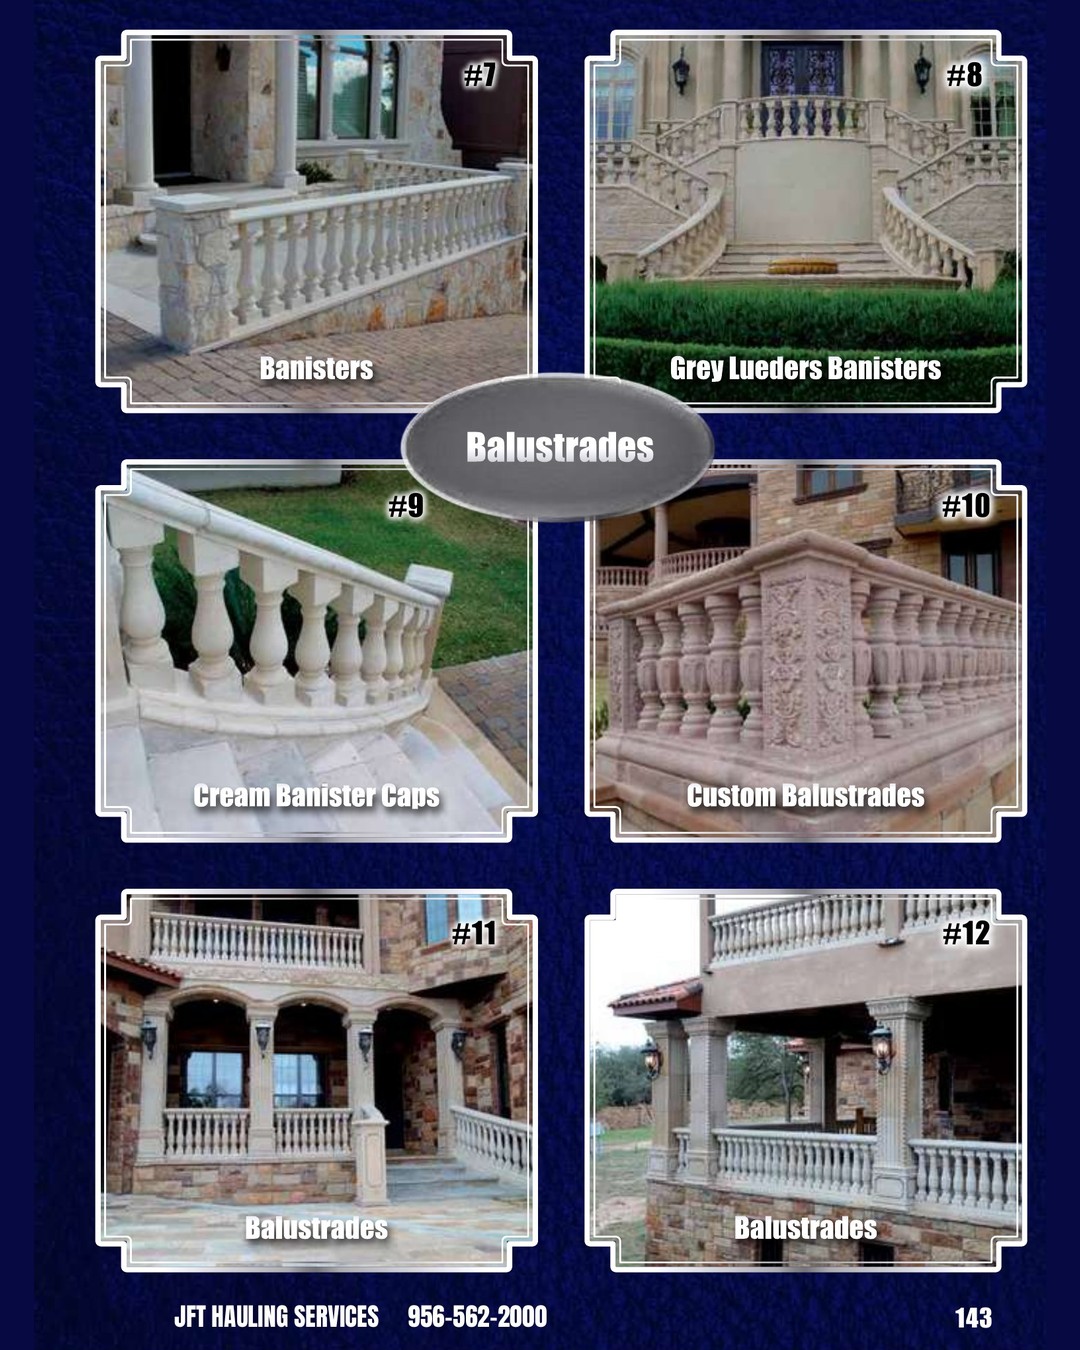 #7
Banisters
#8
Grey Lueders Banisters
Balustrades
#9
Cream Banister Caps
#10
Custom Balustrades
#11
Balustrades
#12
Balustrades
JFT HAULING SERVICES 956-562-2000
143